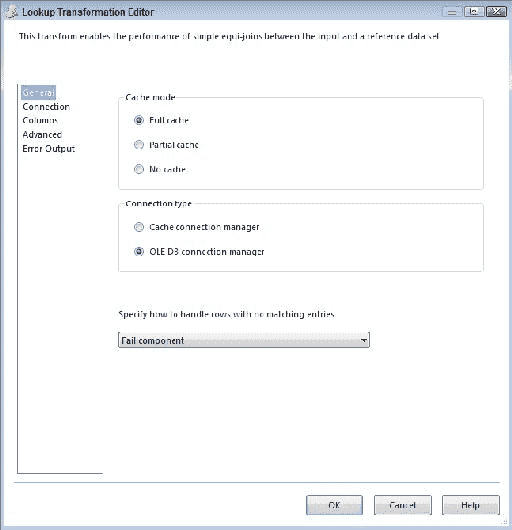 Lookup Transformation Editor
This transform enables the performance of simple equi-joins between the input and a reference data set.
General
Connection
Columns
Advanced
Error Output
Cache mode
Full cache
Partial cache
No cache
Connection type
Cache connection manager
OLE DB connection manager
Specify how to handle rows with no matching entries
Fail component
OK
Cancel
Help